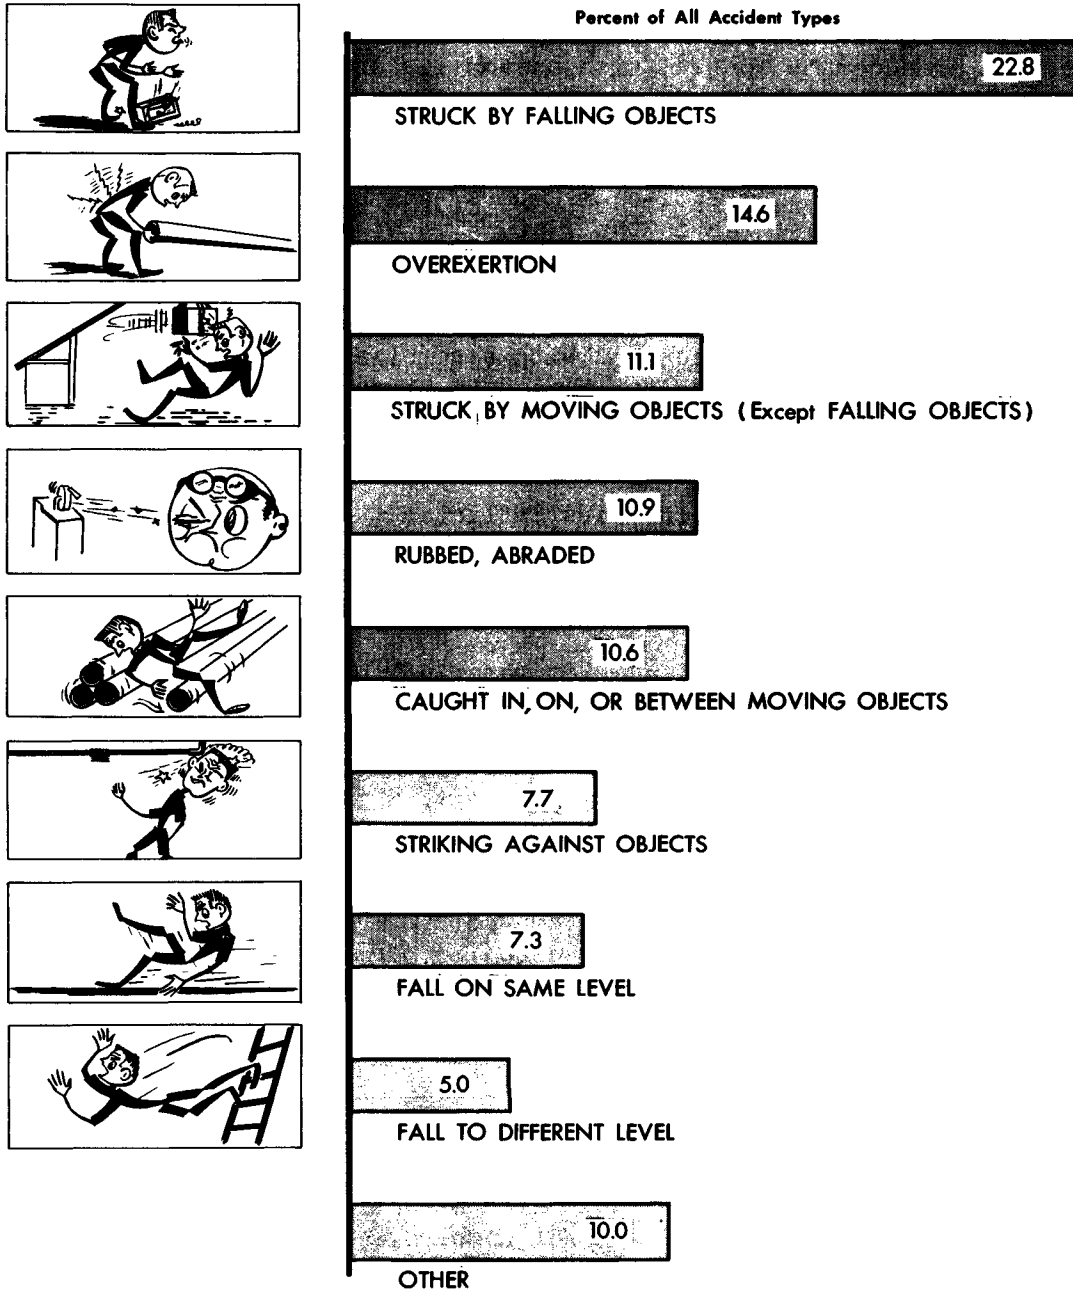 Percent of All Accident Types
22.8
STRUCK BY FALLING OBJECTS
14.6
OVEREXERTION
11.1
STRUCK BY MOVING OBJECTS (Except FALLING OBJECTS)
10.9
RUBBED, ABRADED
10.6
CAUGHT IN, ON, OR BETWEEN MOVING OBJECTS
7.7
STRIKING AGAINST OBJECTS
7.3
FALL ON SAME LEVEL
5.0
FALL TO DIFFERENT LEVEL
10.0
OTHER